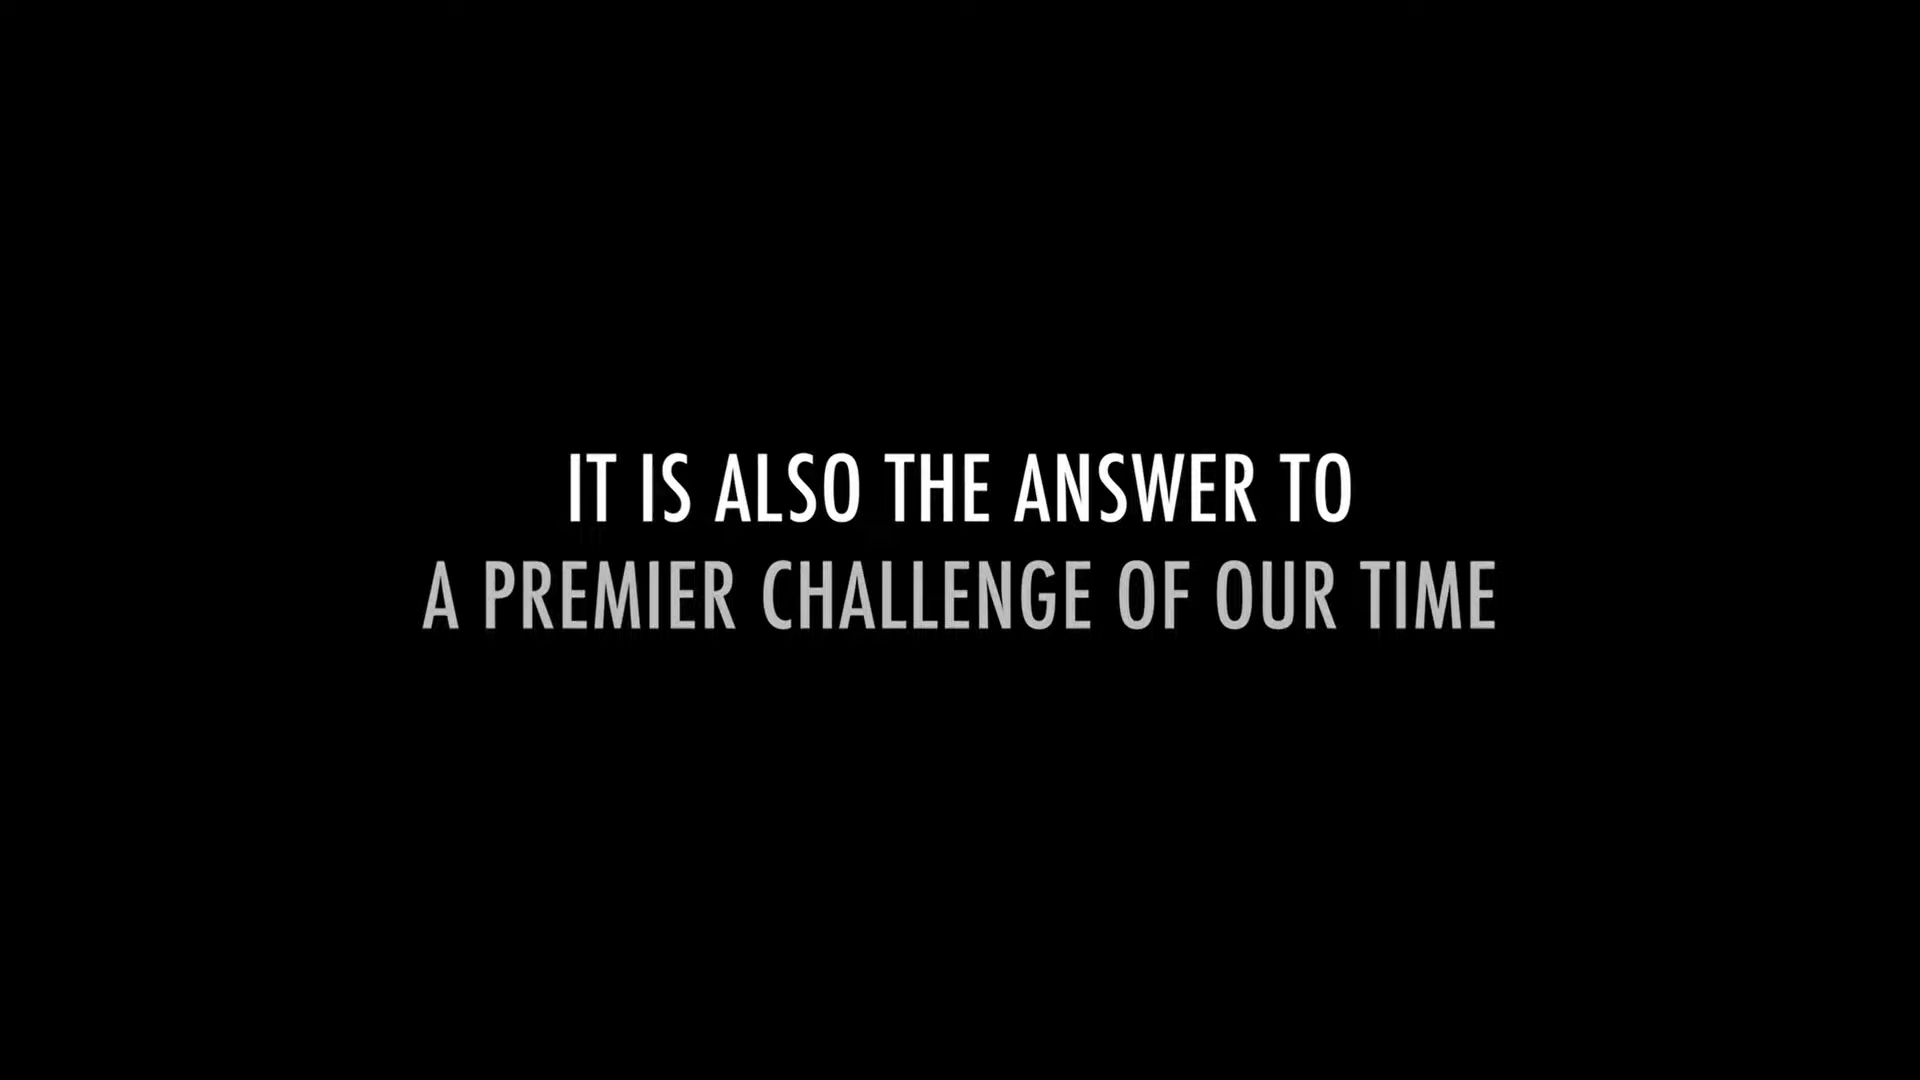 IT IS ALSO THE ANSWER TO
A PREMIER CHALLENGE OF OUR TIME